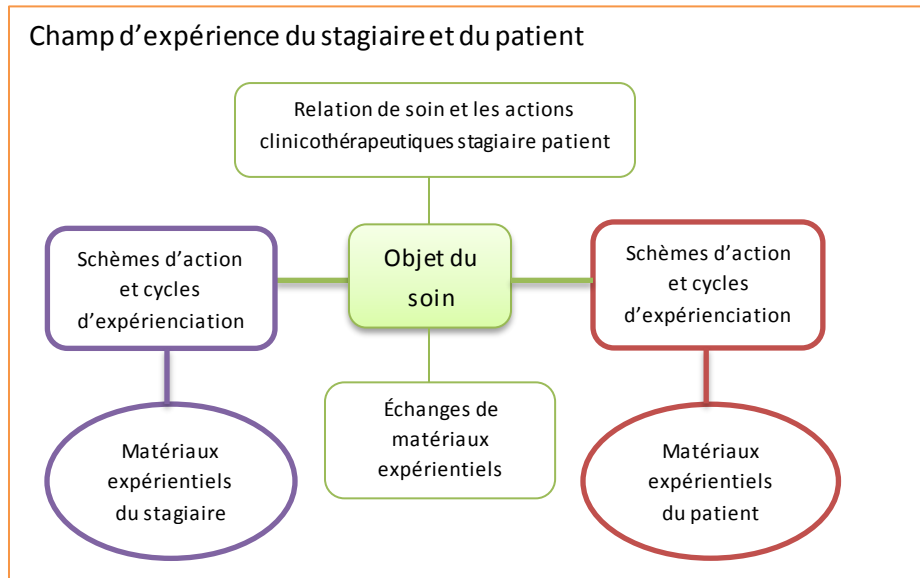 Champ d’expérience du stagiaire et du patient
Relation de soin et les actions
clinicothérapeutiques stagiaire patient
Schèmes d’action
et cycles
d’expérienciation
Objet du
soin
Schèmes d’action
et cycles
d’expérienciation
Matériaux
expérientiels
du stagiaire
Échanges de
matériaux
expérientiels
Matériaux
expérientiels
du patient